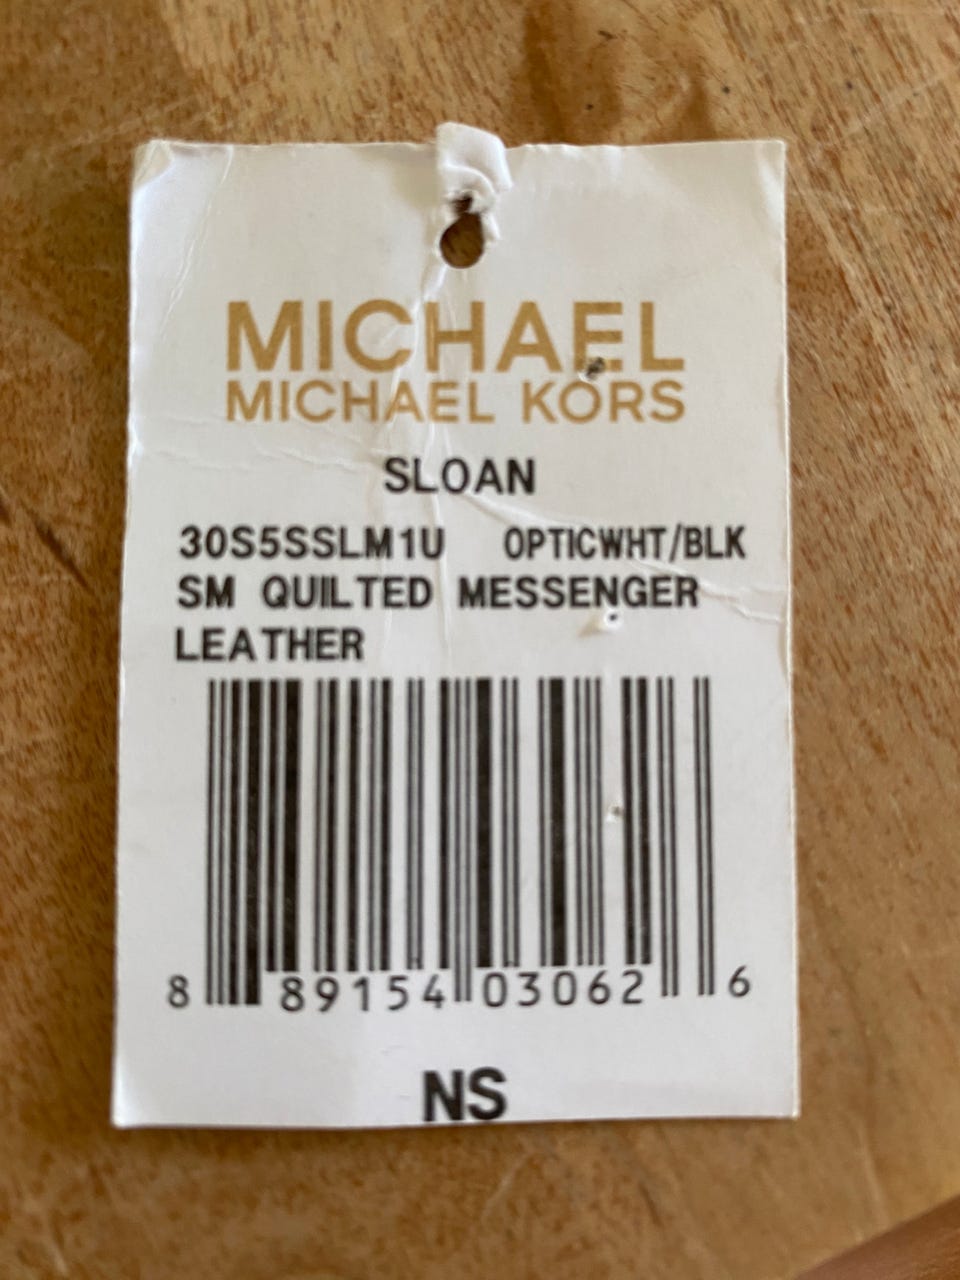 MICHAEL
MICHAEL KORS
SLOAN
30S5SSLM1U OPTICWHT/BLK
SM QUILTED MESSENGER
LEATHER
8 89154 03062 6
NS